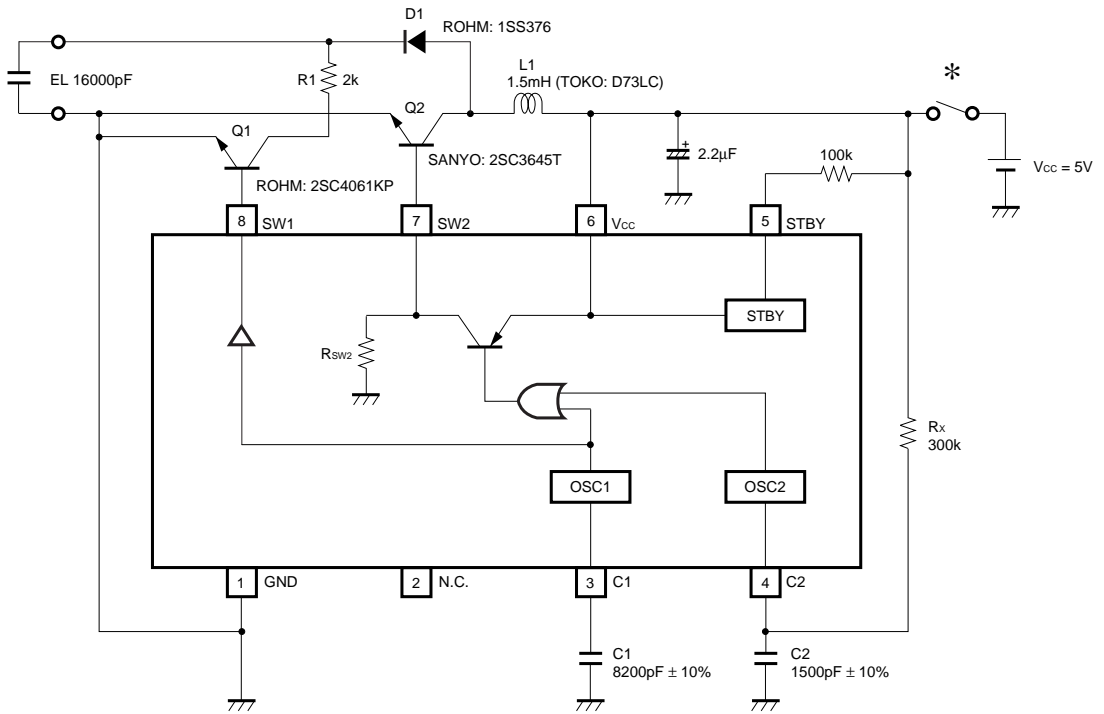 D1
ROHM: 1SS376
EL 16000pF
R1
2k
L1
1.5mH (TOKO: D73LC)
*
Q2
Q1
SANYO: 2SC3645T
ROHM: 2SC4061KP
+
2.2µF
100k
VCC = 5V
8
SW1
7
SW2
6
VCC
5
STBY
STBY
RSW2
RX
300k
OSC1
OSC2
1
GND
2
N.C.
3
C1
4
C2
C1
8200pF ± 10%
C2
1500pF ± 10%